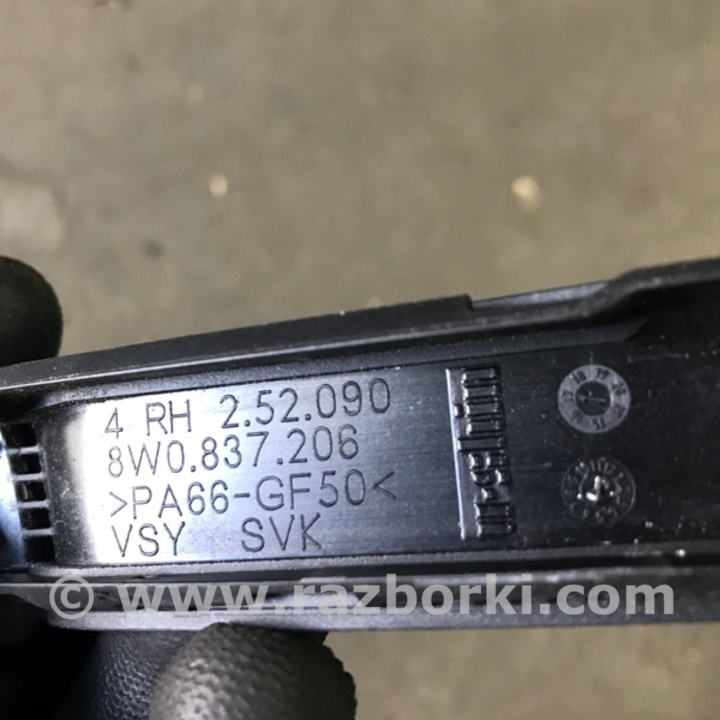 4 RH 2.52.090
8W0.837.206
>PA66-GF50<
VSY SVK
© www.razborki.com